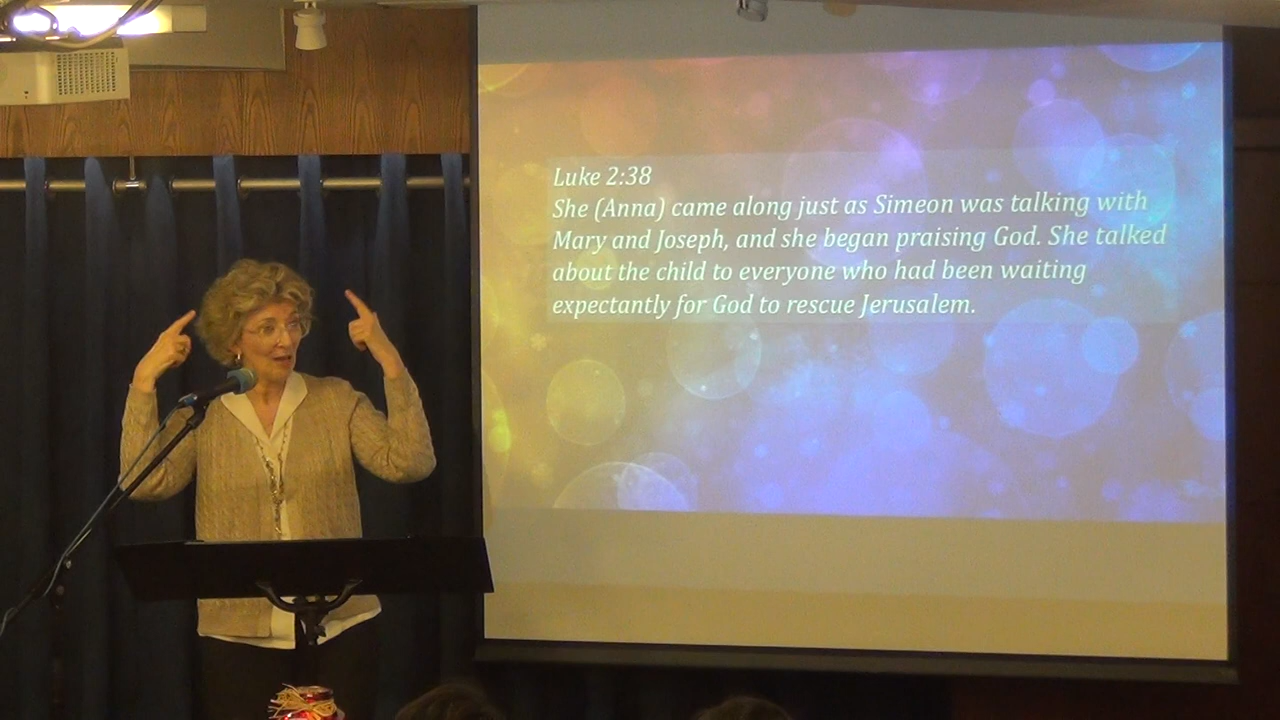 Luke 2:38
She (Anna) came along just as Simeon was talking with
Mary and Joseph, and she began praising God. She talked
about the child to everyone who had been waiting
expectantly for God to rescue Jerusalem.